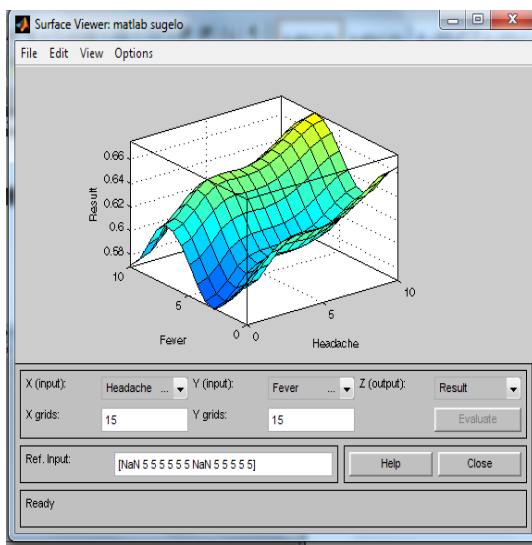 Surface Viewer: matlab sugelo
File Edit View Options
0.66
0.64
0.62
0.6
0.58
Result
10
5
0
Fever
0
5
10
Headache
X (input): Headache ... Y (input): Fever ... Z (output): Result
X grids: 15 Y grids: 15 Evaluate
Ref. Input: [NaN 5 5 5 5 5 5 NaN 5 5 5 5 5] Help Close
Ready